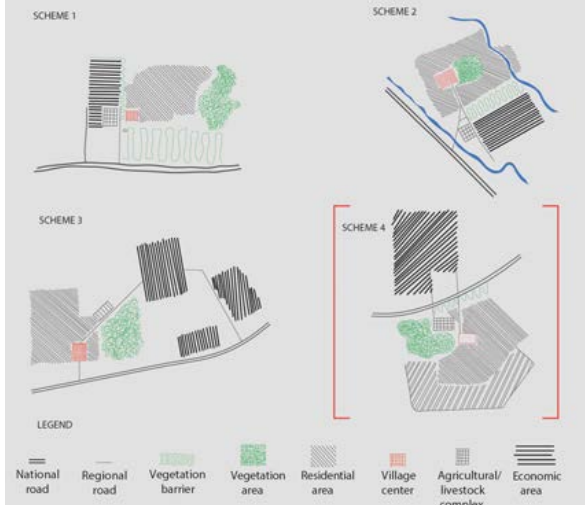 SCHEME 1
SCHEME 2
SCHEME 3
SCHEME 4
LEGEND
National
road
Regional
road
Vegetation
barrier
Vegetation
area
Residential
area
Village
center
Agricultural/
livestock
complex
Economic
area